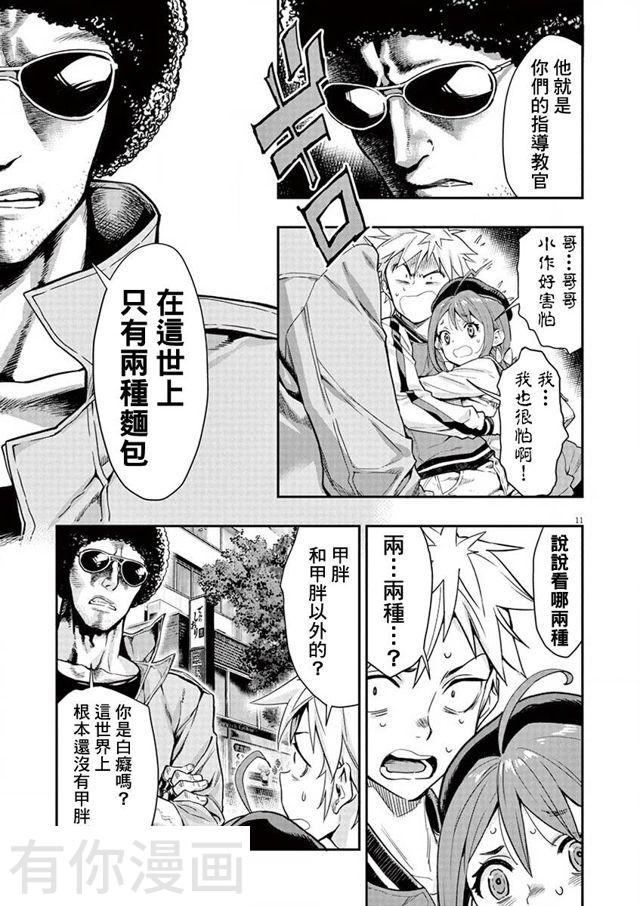 他就是
你們的指導教官
ギロ
哥…哥哥
小作好害怕
我…
我也很怕啊！
在這世上
只有兩種麵包
11
說說看哪兩種
兩…兩種…？
甲胖
和甲胖以外的？
你是白癡嗎？
這世界上
根本還沒有甲胖
有你漫画